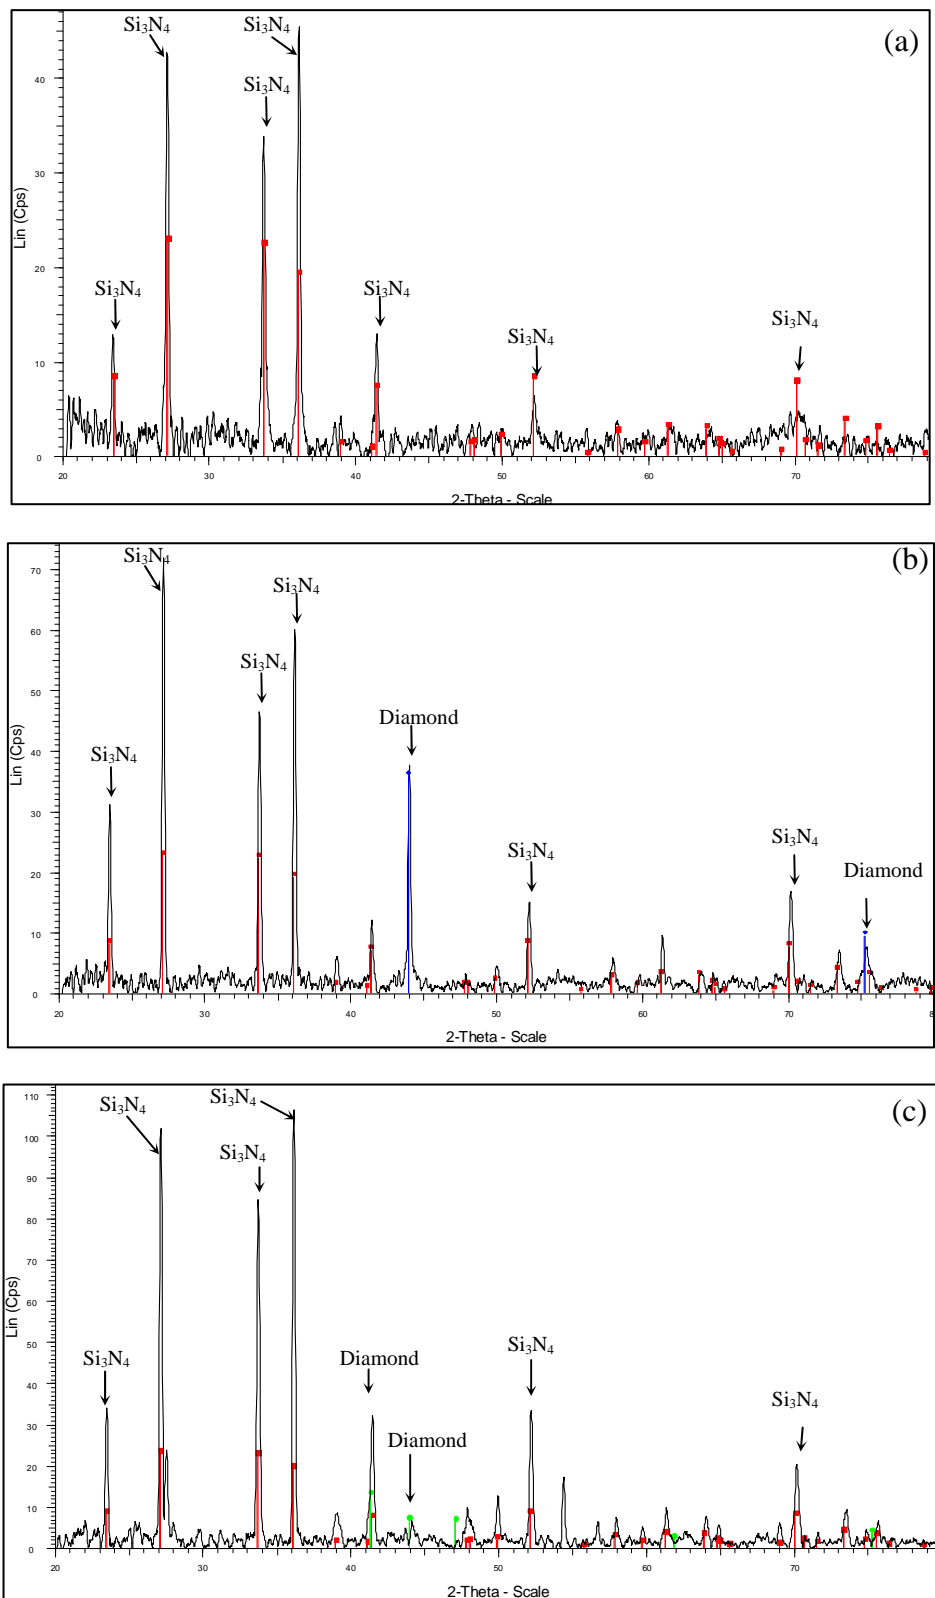 Si₃N₄
Si₃N₄
(a)
Si₃N₄
Si₃N₄
Si₃N₄
Si₃N₄
Si₃N₄
Lin (Cps)
40
30
20
10
0
20
30
40
50
60
70
2-Theta - Scale
Si₃N₄
(b)
Si₃N₄
Si₃N₄
Diamond
Si₃N₄
Si₃N₄
Si₃N₄
Diamond
Lin (Cps)
70
60
50
40
30
20
10
0
20
30
40
50
60
70
8
2-Theta - Scale
Si₃N₄
Si₃N₄
(c)
Si₃N₄
Si₃N₄
Diamond
Si₃N₄
Si₃N₄
Diamond
Lin (Cps)
110
100
90
80
70
60
50
40
30
20
10
0
20
30
40
50
60
70
2-Theta - Scale